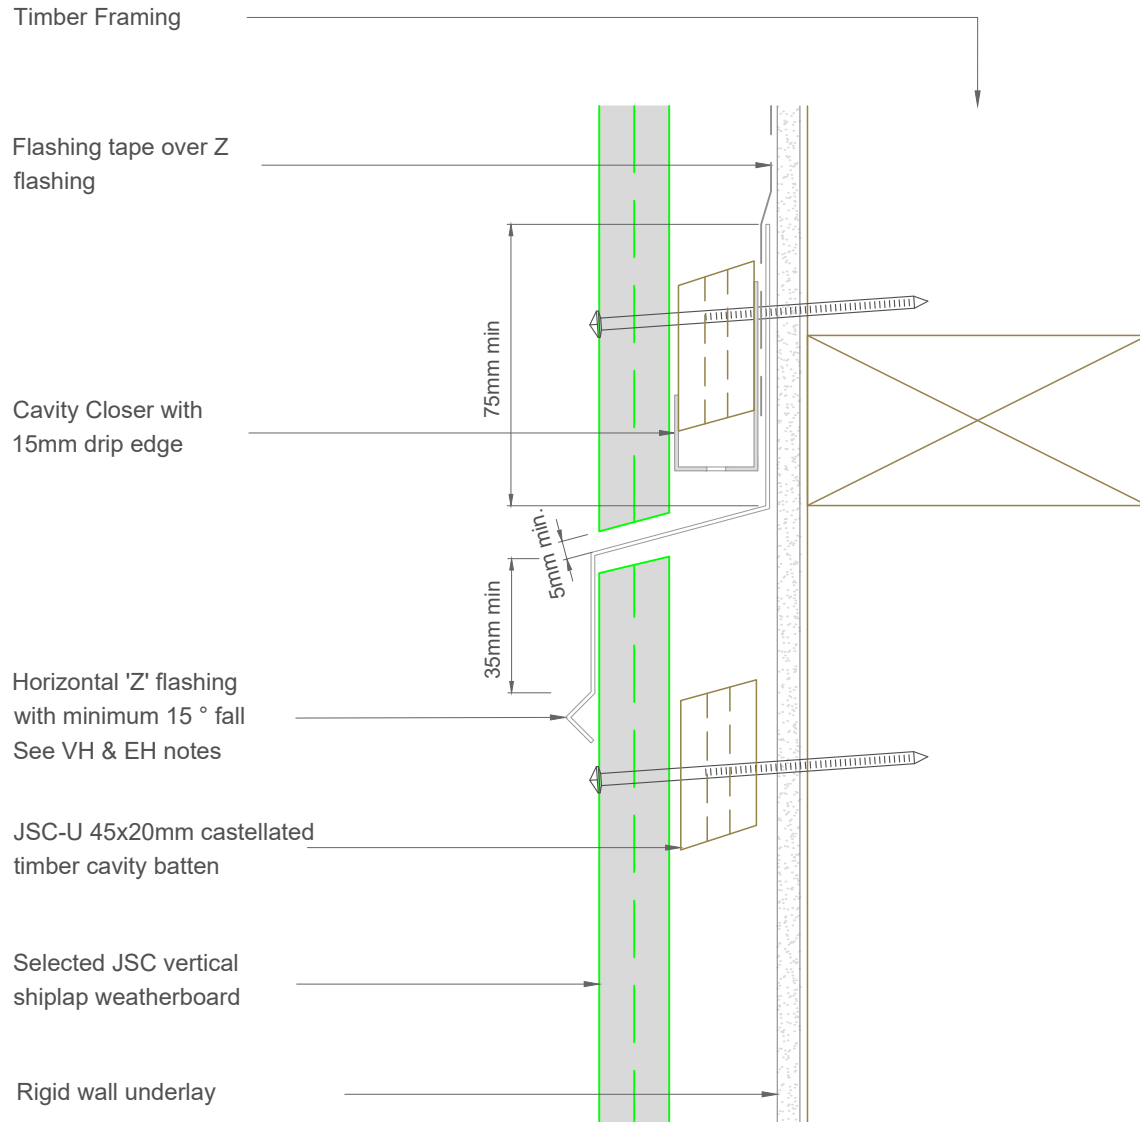 Timber Framing
Flashing tape over Z
flashing
75mm min
Cavity Closer with
15mm drip edge
5mm min.
35mm min
Horizontal 'Z' flashing
with minimum 15 ° fall
See VH & EH notes
JSC-U 45x20mm castellated
timber cavity batten
Selected JSC vertical
shiplap weatherboard
Rigid wall underlay